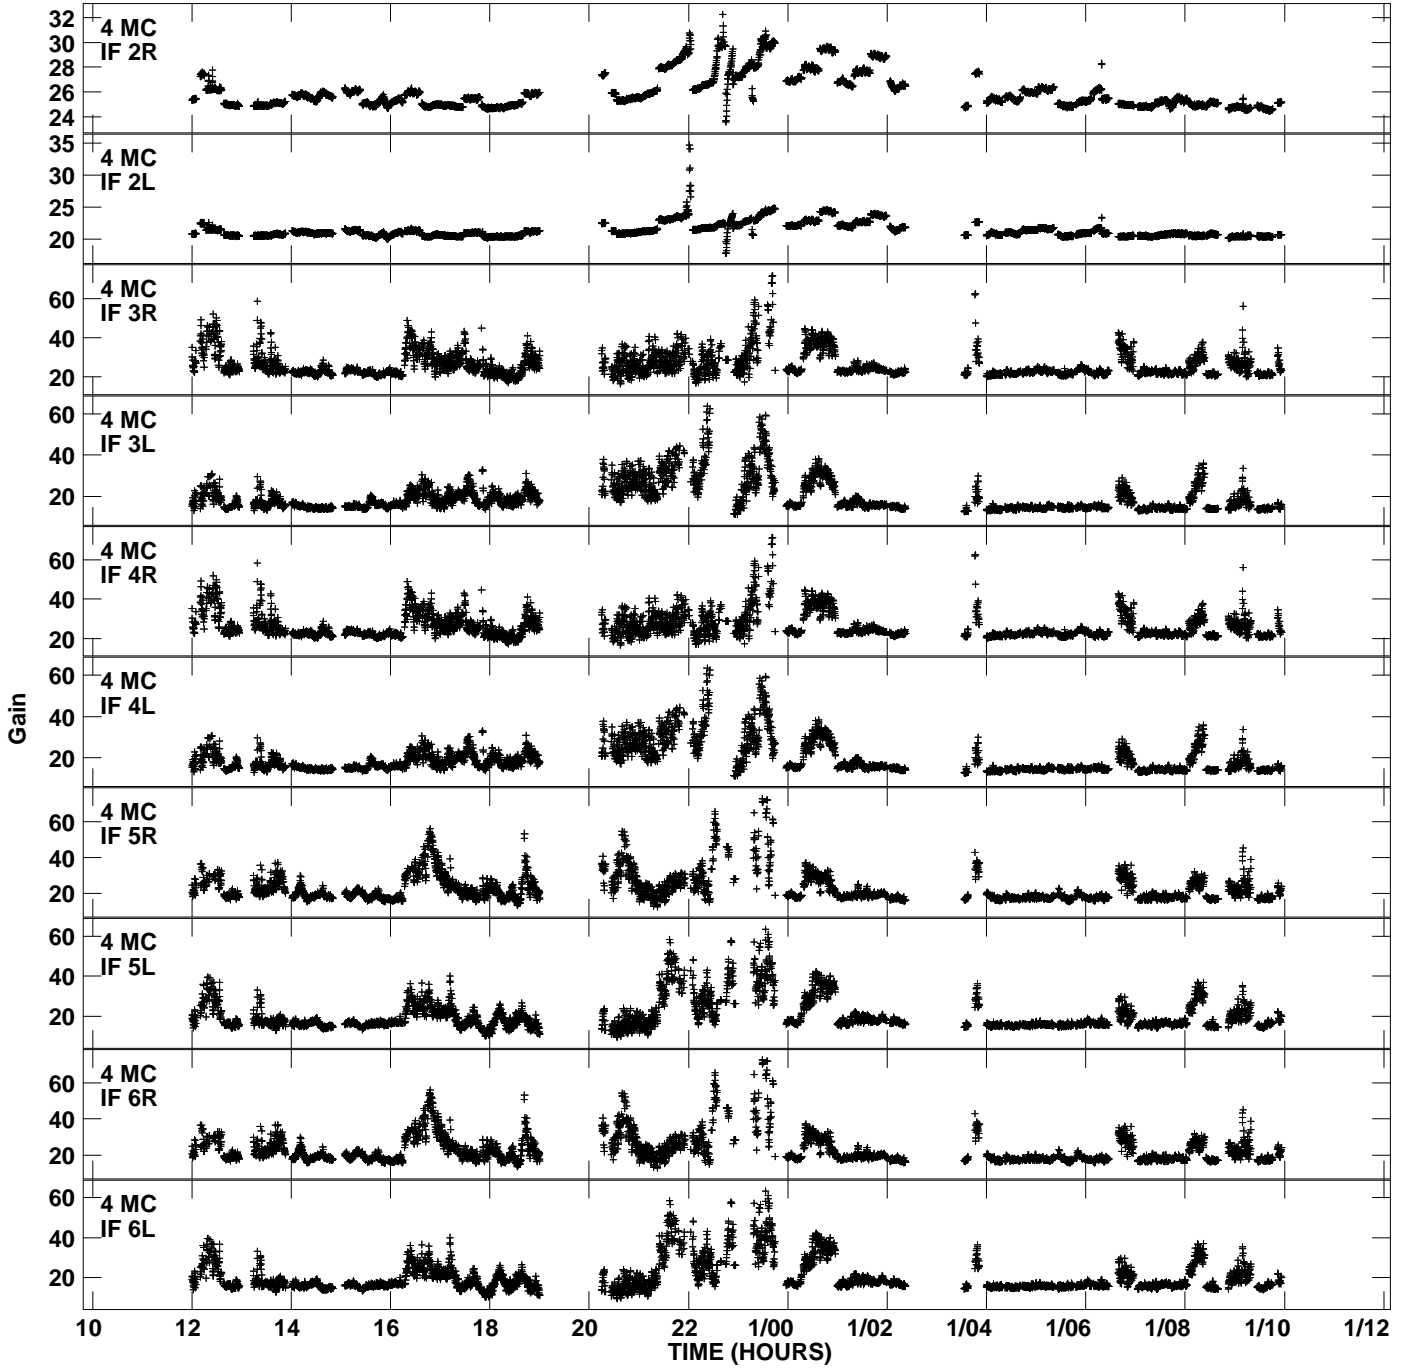 4 MC
IF 2R
32
30
28
26
24
4 MC
IF 2L
35
30
25
20
4 MC
IF 3R
60
40
20
4 MC
IF 3L
60
40
20
4 MC
IF 4R
60
40
20
4 MC
IF 4L
60
40
20
4 MC
IF 5R
60
40
20
4 MC
IF 5L
60
40
20
4 MC
IF 6R
60
40
20
4 MC
IF 6L
60
40
20
Gain
10 12 14 16 18 20 22 1/00 1/02 1/04 1/06 1/08 1/10 1/12
TIME (HOURS)